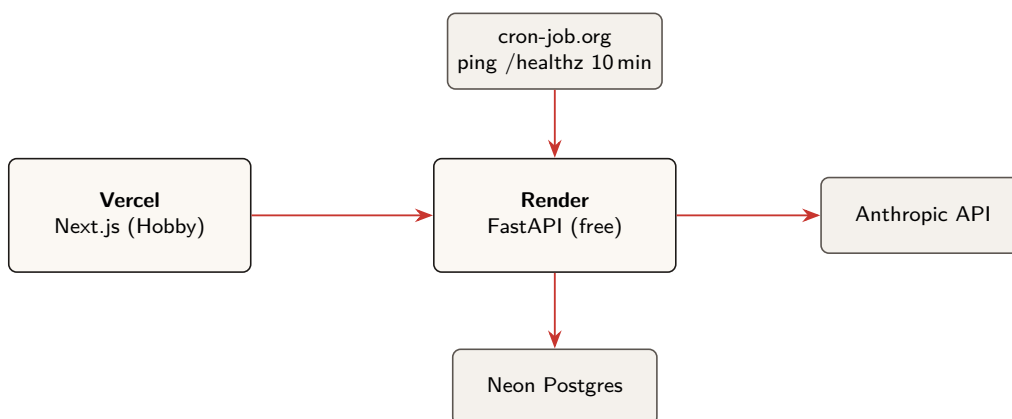 cron-job.org
ping /healthz 10 min
Vercel
Next.js (Hobby)
Render
FastAPI (free)
Anthropic API
Neon Postgres